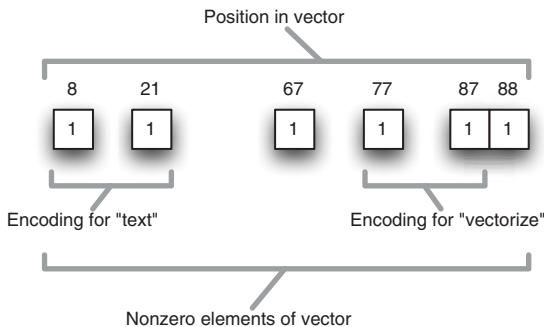 Position in vector
8 21 67 77 87 88
1 1 1 1 1 1
Encoding for "text" Encoding for "vectorize"
Nonzero elements of vector